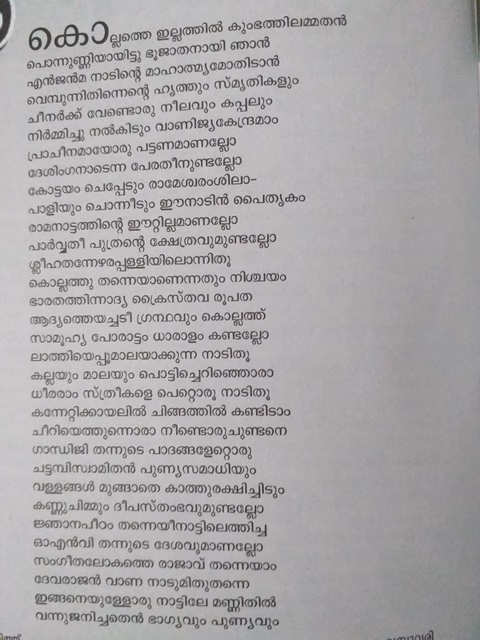 കൊല്ലത്തെ ഇല്ലത്തിൽ കുംഭത്തിലമ്മതൻ
പൊന്നുണ്ണിയായിട്ടു ഭൂജാതനായി ഞാൻ
എൻജൻമ നാടിന്റെ മാഹാത്മ്യമോതിടാൻ
വെമ്പുന്നിതിന്നെന്റെ ഹൃത്തും സ്മൃതികളും
ചീനർക്ക് വേണ്ടൊരു നീലവും കപ്പലും
നിർമ്മിച്ചു നൽകിടും വാണിജ്യകേന്ദ്രമാം
പ്രാചീനമായോരു പട്ടണമാണല്ലോ
ദേശിംഗനാടെന്ന പേരതിനുണ്ടല്ലോ
കോട്ടയം ചെപ്പേടും രാമേശ്വരംശിലാ-
പാളിയും ചൊന്നീടും ഈനാടിൻ പൈതൃകം
രാമനാട്ടത്തിന്റെ ഈറ്റില്ലമാണല്ലോ
പാർവ്വതീ പുത്രന്റെ ക്ഷേത്രവുമുണ്ടല്ലോ
ശ്ലീഹതന്നേഴരപ്പള്ളിയിലൊന്നിതൂ
കൊല്ലത്തു തന്നെയാണെന്നതും നിശ്ചയം
ഭാരതത്തിന്നാദ്യ ക്രൈസ്തവ രൂപത
ആദ്യത്തെയച്ചടീ ഗ്രന്ഥവും കൊല്ലത്ത്
സാമൂഹ്യ പോരാട്ടം ധാരാളം കണ്ടല്ലോ
ലാത്തിയെപ്പൂമാലയാക്കുന്ന നാടിതൂ
കല്ലയും മാലയും പൊട്ടിച്ചെറിഞ്ഞൊരാ
ധീരരാം സ്ത്രീകളെ പെറ്റൊരൂ നാടിതൂ
കന്നേറ്റിക്കായലിൽ ചിങ്ങത്തിൽ കണ്ടിടാം
ചീറിയെത്തുന്നൊരാ നീണ്ടൊരുചുണ്ടനെ
ഗാന്ധിജി തന്നുടെ പാദങ്ങളേറ്റൊരു
ചട്ടമ്പിസ്വാമിതൻ പുണ്യസമാധിയും
വള്ളങ്ങൾ മുങ്ങാതെ കാത്തുരക്ഷിച്ചിടും
കണ്ണുചിമ്മും ദീപസ്തംഭവുമുണ്ടല്ലോ
ജ്ഞാനപീഠം തന്നെയീനാട്ടിലെത്തിച്ച
ഓഎൻവി തന്നുടെ ദേശവുമാണല്ലോ
സംഗീതലോകത്തെ രാജാവ് തന്നെയാം
ദേവരാജൻ വാണ നാടുമിതുതന്നെ
ഇങ്ങനെയുള്ളോരു നാട്ടിലേ മണ്ണിതിൽ
വന്നുജനിച്ചതെൻ ഭാഗ്യവും പുണ്യവും